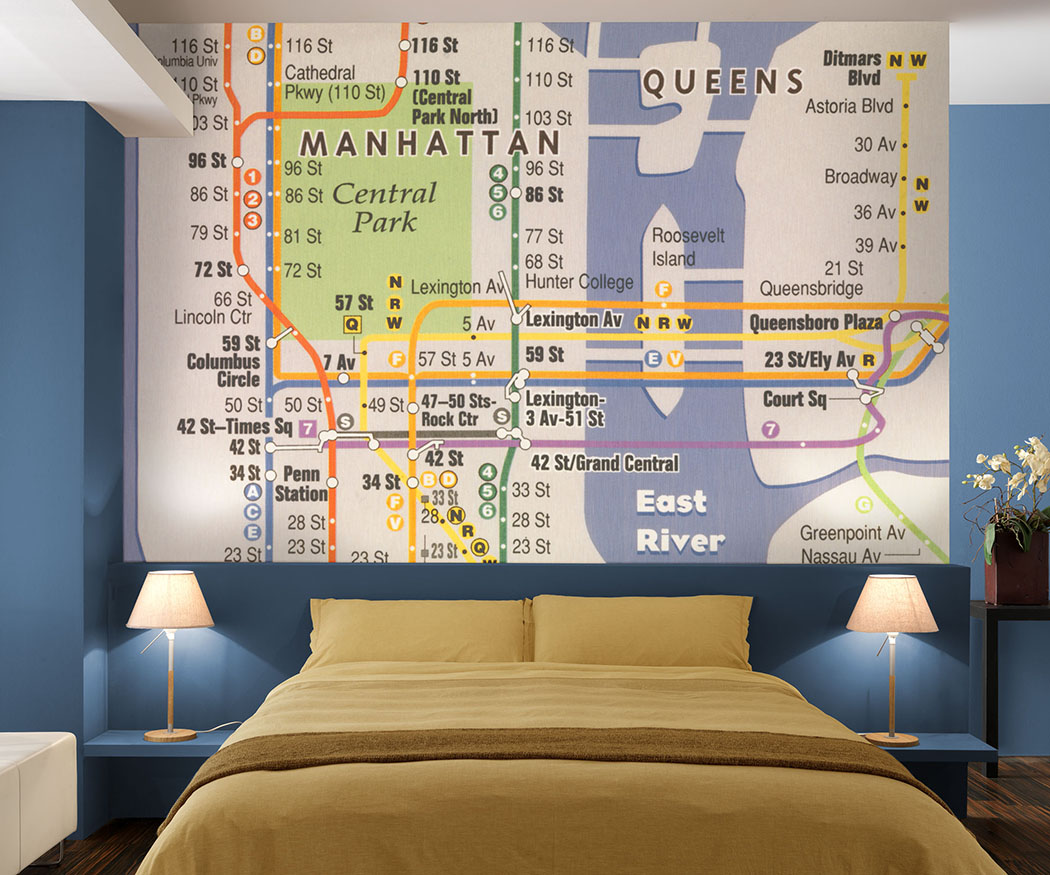 116 St
lumbia Univ
B
D
116 St
116 St
116 St
QUEENS
Ditmars
Blvd
N W
110 St
Pkwy
Cathedral
Pkwy (110 St)
110 St
(Central
Park North)
110 St
Astoria Blvd
03 St
103 St
MANHATTAN
30 Av
96 St
96 St
96 St
1
2
3
4
5
6
86 St
86 St
86 St
Central
Park
Broadway
N
W
36 Av
79 St
81 St
77 St
Roosevelt
Island
39 Av
72 St
72 St
68 St
Hunter College
21 St
Queensbridge
66 St
Lincoln Ctr
57 St
Q
N
R
W
Lexington Av
F
5 Av
Lexington Av
N R W
Queensboro Plaza
59 St
Columbus
Circle
7 Av
F
57 St
5 Av
59 St
E V
23 St/Ely Av
R
50 St
50 St
49 St
47–50 Sts-
Rock Ctr
S
Lexington-
3 Av-51 St
Court Sq
42 St–Times Sq
7
S
7
42 St
42 St
42 St/Grand Central
34 St
Penn
Station
34 St
B D
33 St
4
5
6
33 St
A
C
E
F
V
28
N
R
Q
W
East
River
G
28 St
28 St
Greenpoint Av
Nassau Av
23 St
23 St
23 St
23 St
23 St